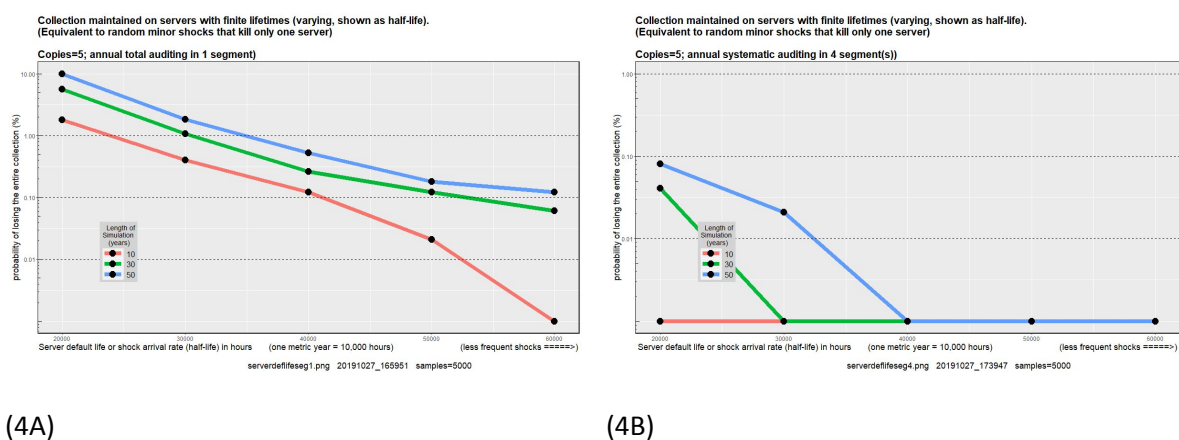 Collection maintained on servers with finite lifetimes (varying, shown as half-life).
(Equivalent to random minor shocks that kill only one server)
Copies=5; annual total auditing in 1 segment)
probability of losing the entire collection (%)
10.00
1.00
0.10
0.01
Length of
Simulation
(years)
10
30
50
20000
30000
40000
50000
60000
Server default life or shock arrival rate (half-life) in hours (one metric year = 10,000 hours) (less frequent shocks =====>)
serverdeflifeseg1.png 20191027_165951 samples=5000
(4A)
Collection maintained on servers with finite lifetimes (varying, shown as half-life).
(Equivalent to random minor shocks that kill only one server)
Copies=5; annual systematic auditing in 4 segment(s))
probability of losing the entire collection (%)
1.00
0.10
0.01
Length of
Simulation
(years)
10
30
50
20000
30000
40000
50000
60000
Server default life or shock arrival rate (half-life) in hours (one metric year = 10,000 hours) (less frequent shocks =====>)
serverdeflifeseg4.png 20191027_173947 samples=5000
(4B)